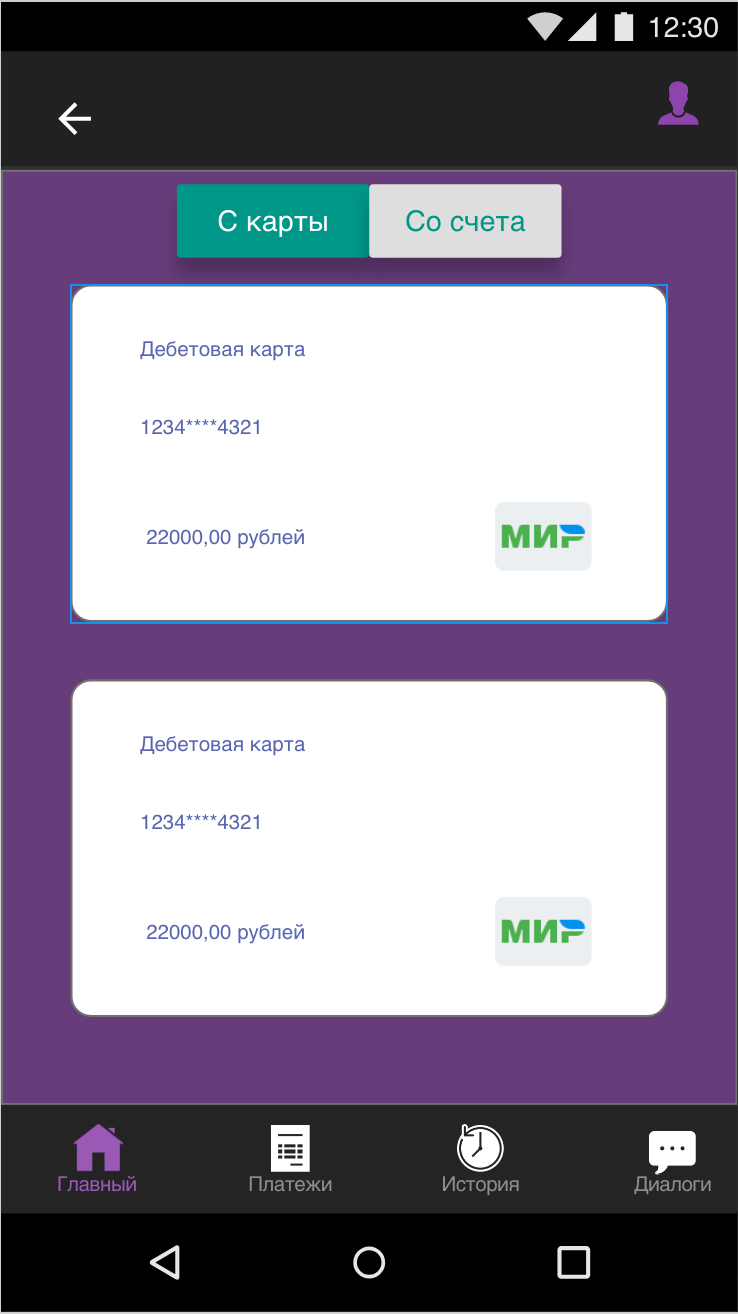 12:30
С карты
Со счета
Дебетовая карта
1234****4321
22000,00 рублей
МИР
Дебетовая карта
1234****4321
22000,00 рублей
МИР
Главный
Платежи
История
Диалоги